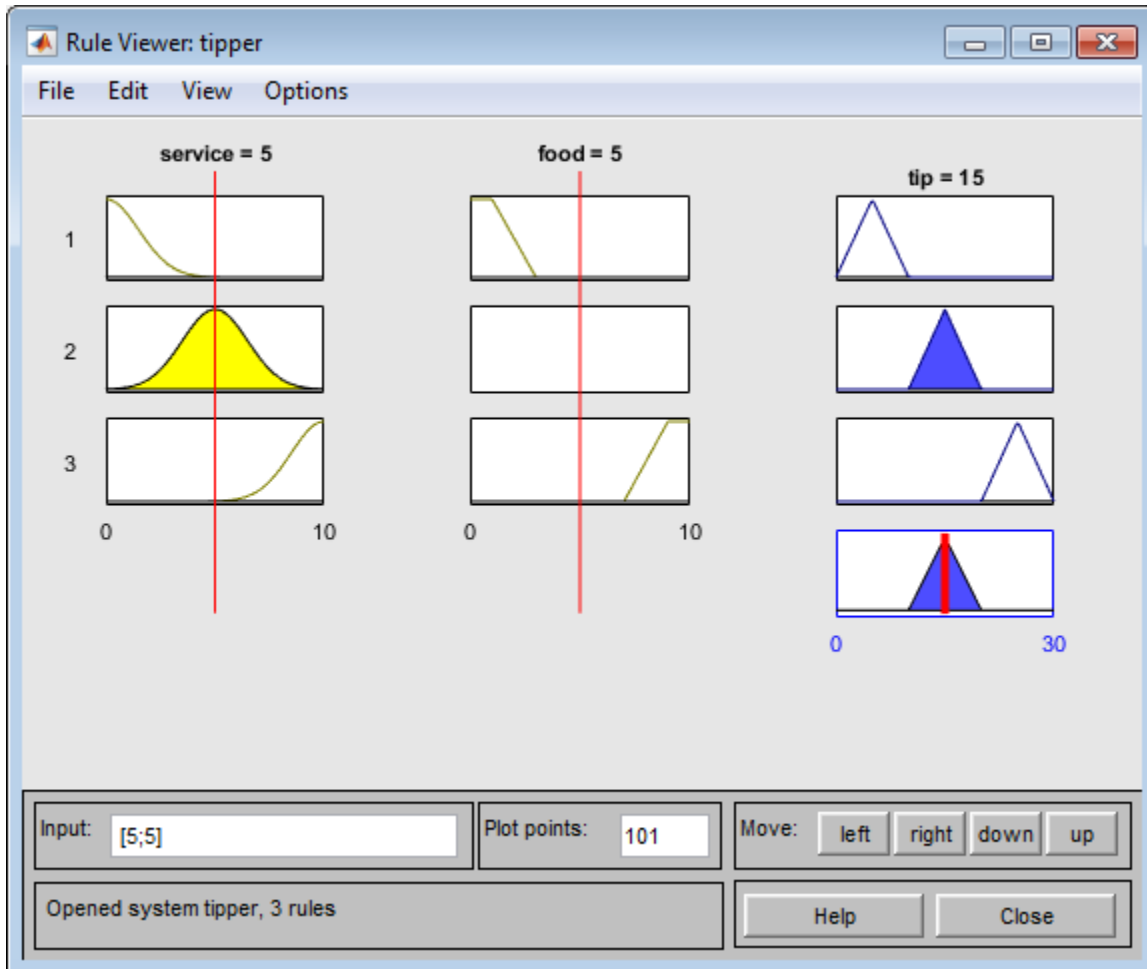 Rule Viewer: tipper
File Edit View Options
service = 5
food = 5
tip = 15
1
2
3
0 10
0 10
0 30
Input: [5;5]
Plot points: 101
Move: left right down up
Opened system tipper, 3 rules
Help Close